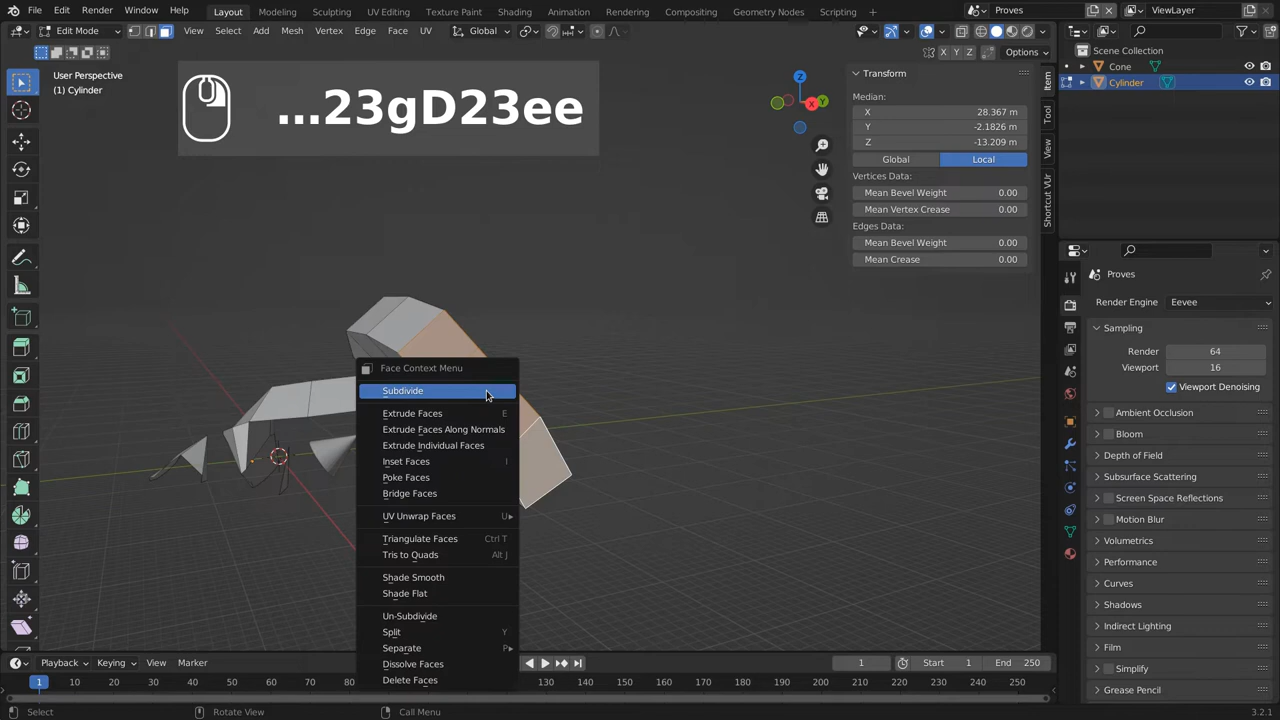 File Edit Render Window Help Layout Modeling Sculpting UV Editing Texture Paint Shading Animation Rendering Compositing Geometry Nodes Scripting Proves ViewLayer
Edit Mode View Select Add Mesh Vertex Edge Face UV Global
X Y Z Options
User Perspective
(1) Cylinder
...23gD23ee
Z
Y
X
Transform
Median:
X 28.367 m
Y -2.1826 m
Z -13.209 m
Global Local
Vertices Data:
Mean Bevel Weight 0.00
Mean Vertex Crease 0.00
Edges Data:
Mean Bevel Weight 0.00
Mean Crease 0.00
Item
Tool
View
Shortcut VUr
Scene Collection
Cone
Cylinder
Proves
Render Engine Eevee
Sampling
Render 64
Viewport 16
Viewport Denoising
Ambient Occlusion
Bloom
Depth of Field
Subsurface Scattering
Screen Space Reflections
Motion Blur
Volumetrics
Performance
Curves
Shadows
Indirect Lighting
Film
Simplify
Grease Pencil
Face Context Menu
Subdivide
Extrude Faces E
Extrude Faces Along Normals
Extrude Individual Faces
Inset Faces I
Poke Faces
Bridge Faces
UV Unwrap Faces U
Triangulate Faces Ctrl T
Tris to Quads Alt J
Shade Smooth
Shade Flat
Un-Subdivide
Split Y
Separate P
Dissolve Faces
Delete Faces
Playback Keying View Marker 1 Start 1 End 250
1 10 20 30 40 50 60 70 80 130 140 150 160 170 180 190 200 210 220 230 240 250
Select Rotate View Call Menu 3.2.1